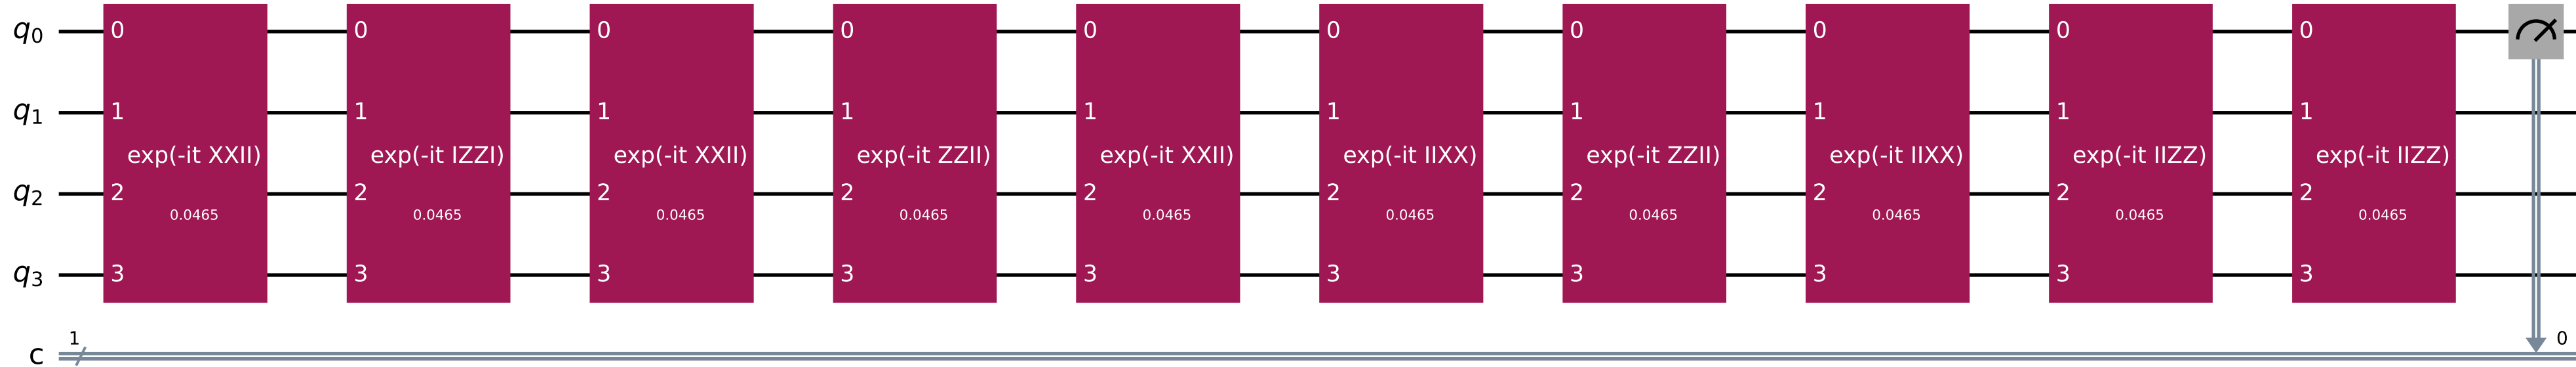 q0 0 0 0 0 0 0 0 0 0 0
q1 1 1 1 1 1 1 1 1 1 1
exp(-it XXII) exp(-it IZZI) exp(-it XXII) exp(-it ZZII) exp(-it XXII) exp(-it IIXX) exp(-it ZZII) exp(-it IIXX) exp(-it IIZZ) exp(-it IIZZ)
q2 2 2 2 2 2 2 2 2 2 2
0.0465 0.0465 0.0465 0.0465 0.0465 0.0465 0.0465 0.0465 0.0465 0.0465
q3 3 3 3 3 3 3 3 3 3 3
1 0
c